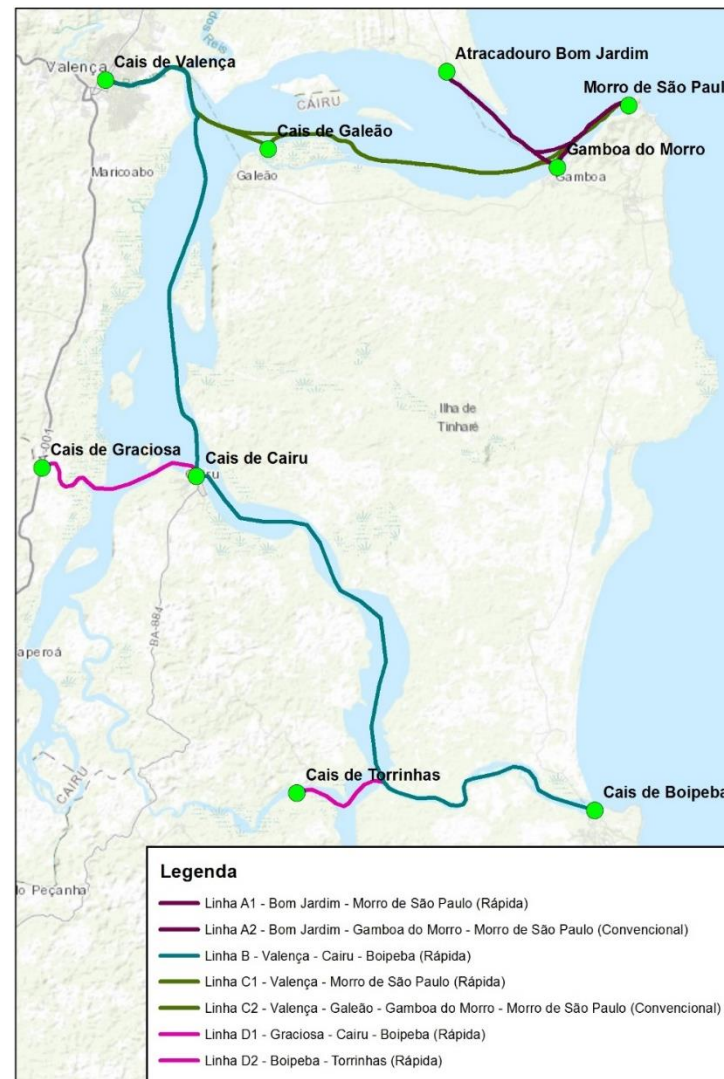 Cais de Valença
Valença
Atracadouro Bom Jardim
CAIRU
Morro de São Paul
Cais de Galeão
Gamboa do Morro
Maricoabo
Galeão
Gamboa
Ilha de
Tinharé
Cais de Graciosa
Cais de Cairu
BA-884
aperoá
CAIRU
Cais de Torrinhas
Cais de Boipeba
lo Peçanha
Legenda
Linha A1 - Bom Jardim - Morro de São Paulo (Rápida)
Linha A2 - Bom Jardim - Gamboa do Morro - Morro de São Paulo (Convencional)
Linha B - Valença - Cairu - Boipeba (Rápida)
Linha C1 - Valença - Morro de São Paulo (Rápida)
Linha C2 - Valença - Galeão - Gamboa do Morro - Morro de São Paulo (Convencional)
Linha D1 - Graciosa - Cairu - Boipeba (Rápida)
Linha D2 - Boipeba - Torrinhas (Rápida)